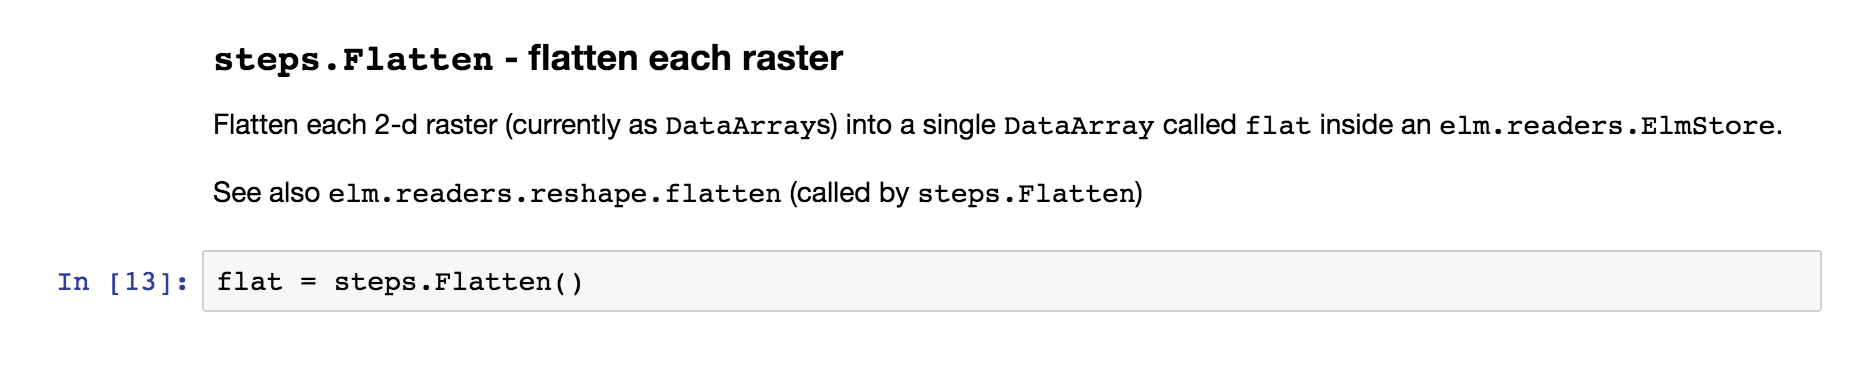 steps.Flatten - flatten each raster
Flatten each 2-d raster (currently as DataArrays) into a single DataArray called flat inside an elm.readers.ElmStore.
See also elm.readers.reshape.flatten (called by steps.Flatten)
In [13]: flat = steps.Flatten()